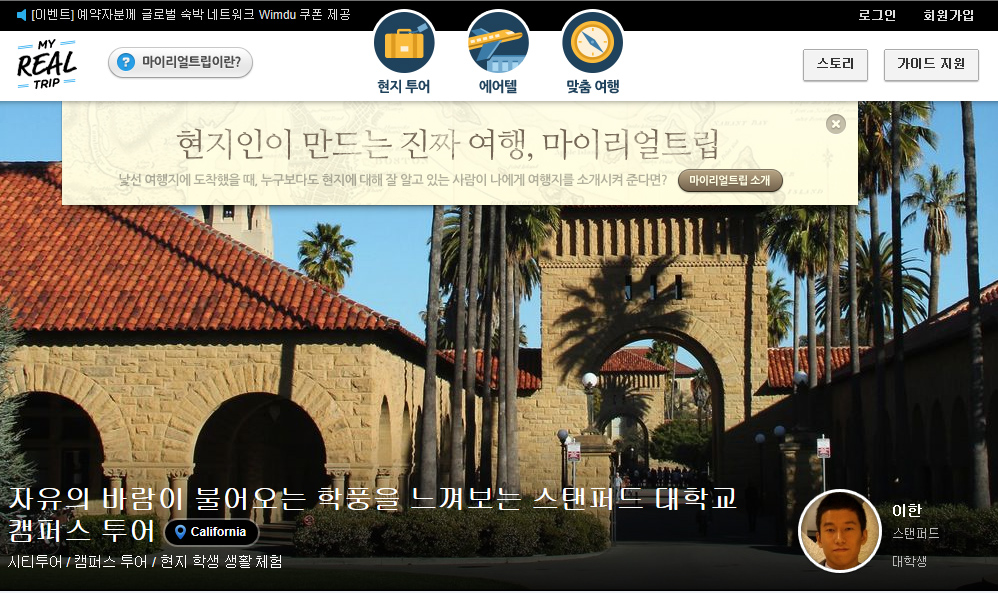 [이벤트] 예약자분께 글로벌 숙박 네트워크 Wimdu 쿠폰 제공
로그인 회원가입
MY
REAL
TRIP
? 마이리얼트립이란?
현지 투어 에어텔 맞춤 여행
스토리 가이드 지원
현지인이 만드는 진짜 여행, 마이리얼트립
낯선 여행지에 도착했을 때, 누구보다도 현지에 대해 잘 알고 있는 사람이 나에게 여행지를 소개시켜 준다면? 마이리얼트립 소개
자유의 바람이 불어오는 학풍을 느껴보는 스탠퍼드 대학교
캠퍼스 투어 California
시티투어 / 캠퍼스 투어 / 현지 학생 생활 체험
이한
스탠퍼드
대학생